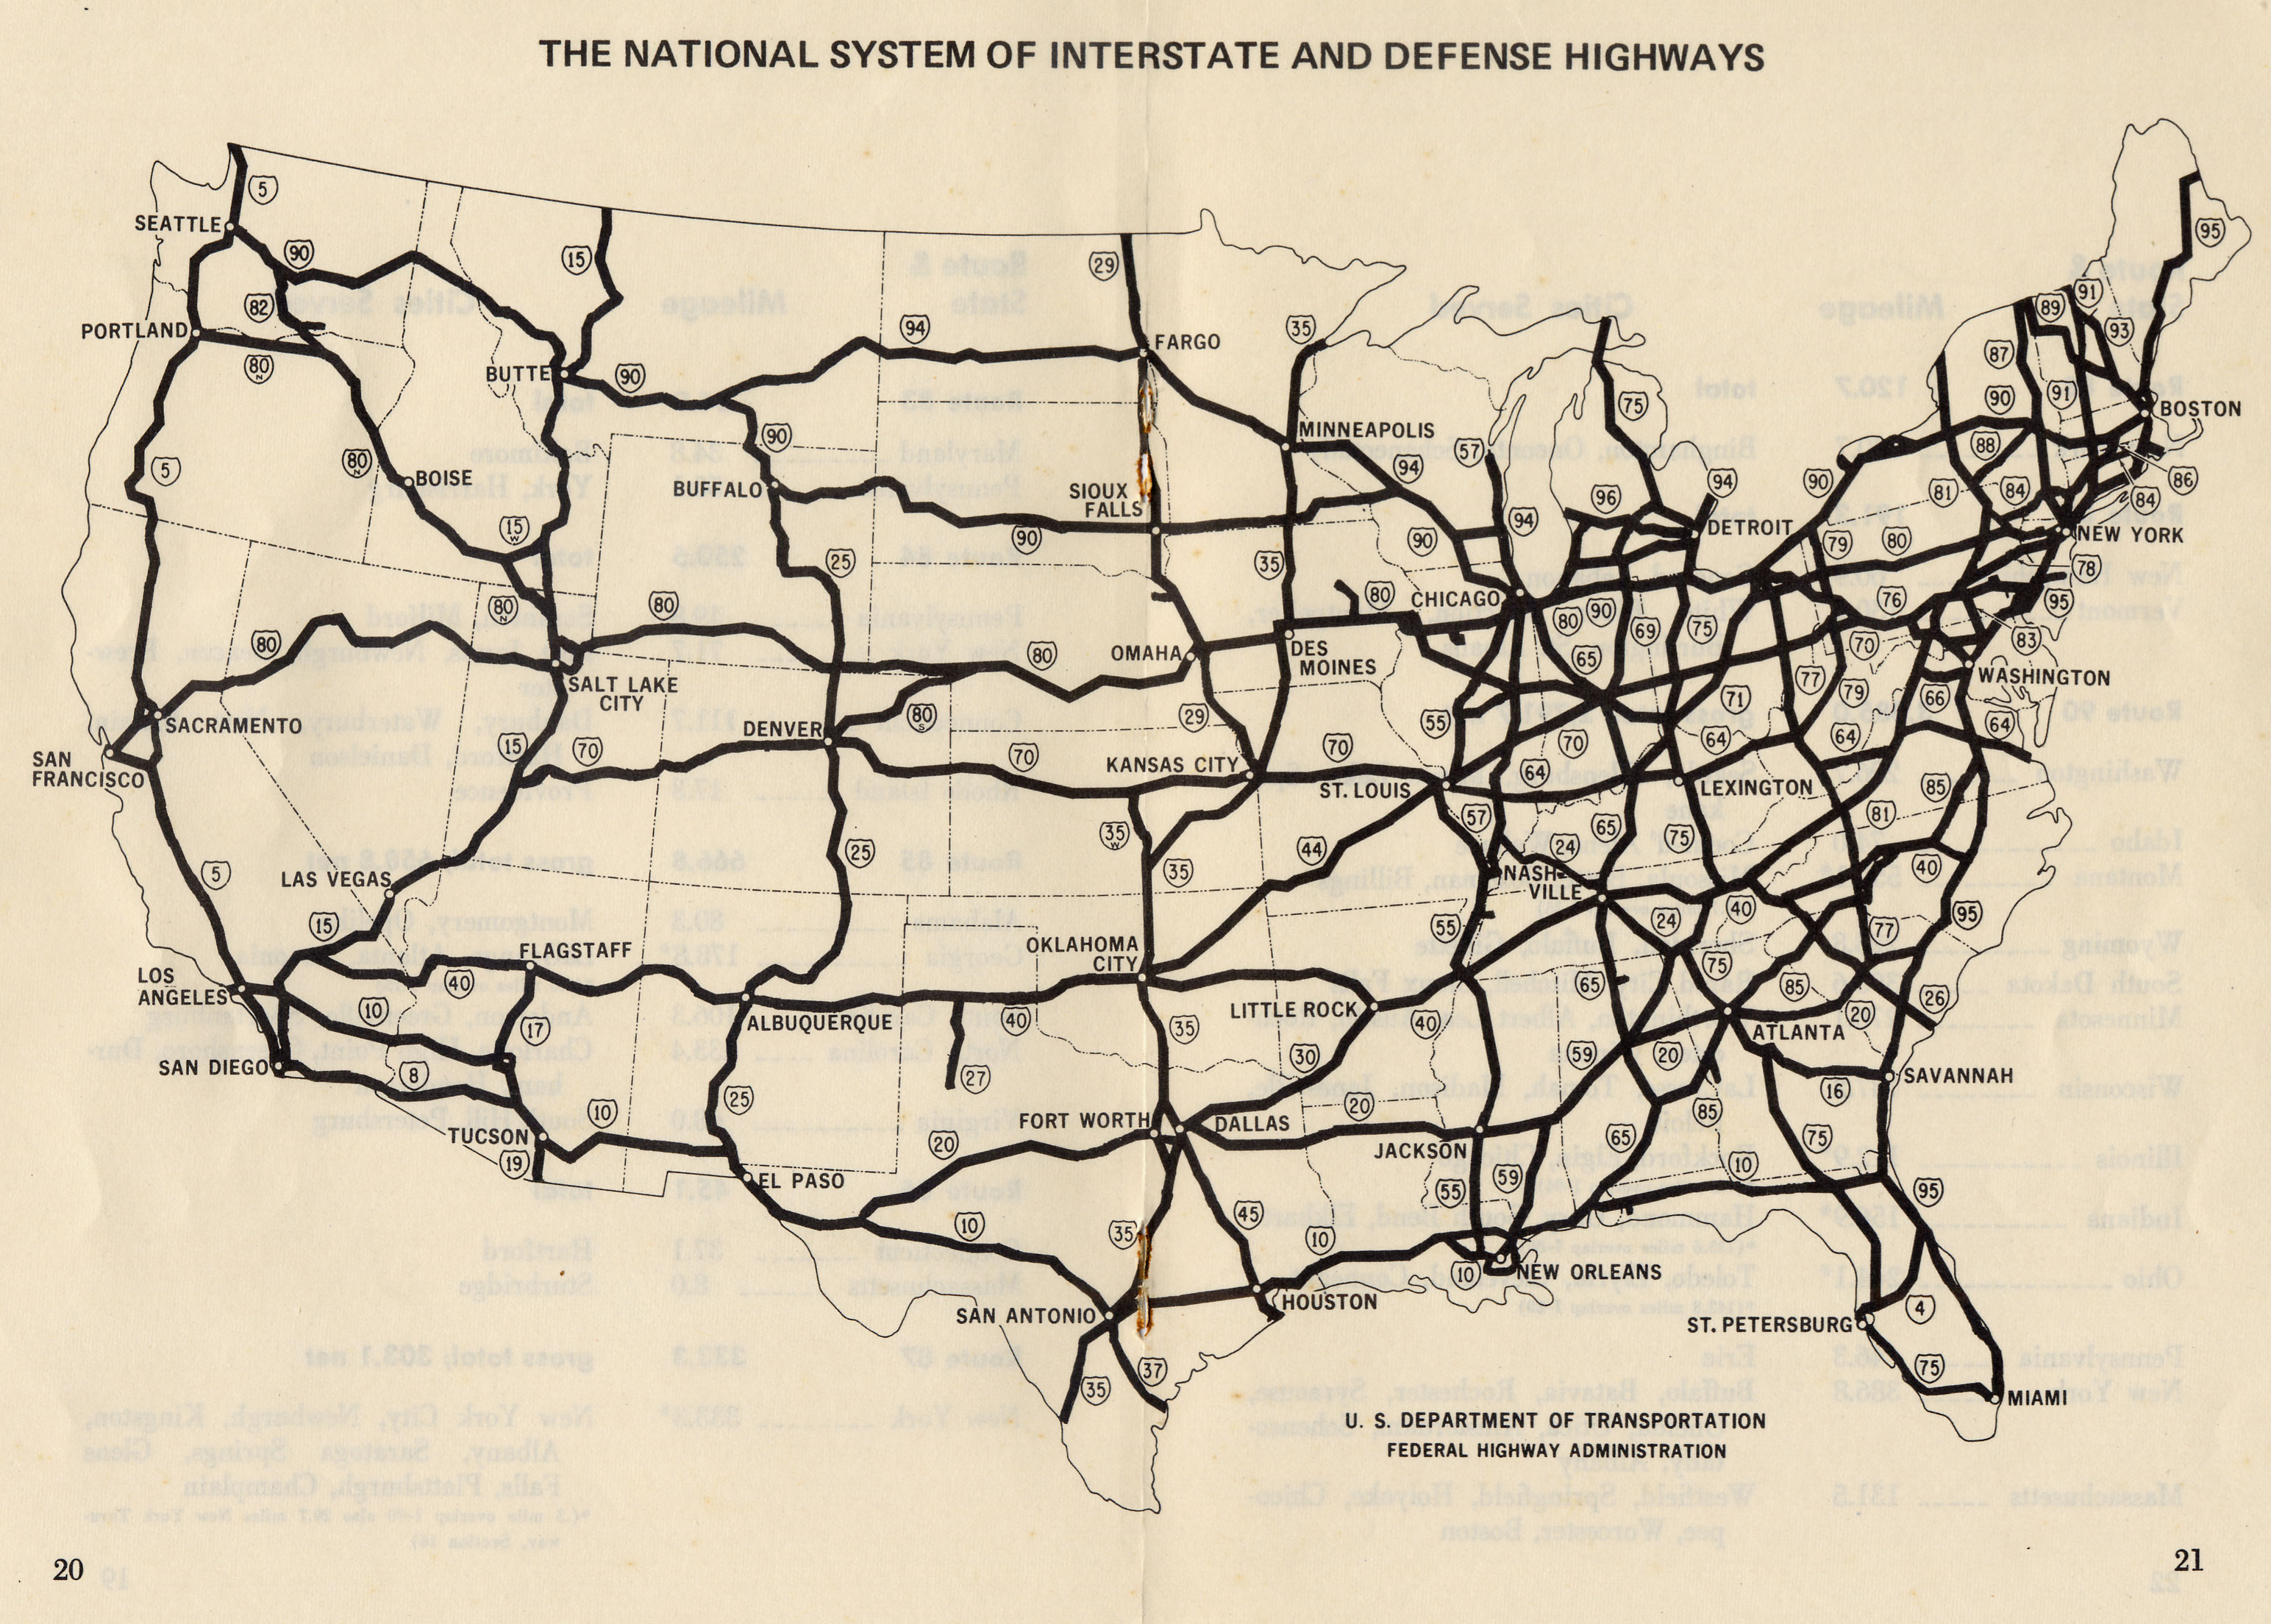 THE NATIONAL SYSTEM OF INTERSTATE AND DEFENSE HIGHWAYS
5
SEATTLE
90
15
29
95
82
PORTLAND
80
N
94
FARGO
35
89
91
93
BUTTE
90
87
75
90
91
BOSTON
5
80
N
BOISE
90
BUFFALO
MINNEAPOLIS
57
94
88
SIOUX
FALLS
96
94
90
81
84
84
86
15
W
90
94
DETROIT
90
79
80
NEW YORK
25
35
78
80
N
80
80
CHICAGO
80
90
69
75
76
95
80
80
OMAHA
DES
MOINES
65
70
83
SALT LAKE
CITY
77
79
WASHINGTON
66
SACRAMENTO
DENVER
80
S
29
55
71
64
SAN
FRANCISCO
15
70
70
KANSAS CITY
70
ST. LOUIS
70
64
64
64
LEXINGTON
85
57
35
W
44
24
65
75
81
5
LAS VEGAS
25
35
NASH-
VILLE
40
15
FLAGSTAFF
OKLAHOMA
CITY
55
24
40
77
95
LOS
ANGELES
40
10
17
ALBUQUERQUE
40
35
LITTLE ROCK
40
65
75
85
20
26
ATLANTA
SAN DIEGO
8
27
30
59
20
16
SAVANNAH
25
10
20
FORT WORTH
DALLAS
20
85
TUCSON
19
JACKSON
65
75
EL PASO
10
55
59
10
95
10
35
45
10
NEW ORLEANS
SAN ANTONIO
HOUSTON
4
ST. PETERSBURG
35
37
75
MIAMI
U. S. DEPARTMENT OF TRANSPORTATION
FEDERAL HIGHWAY ADMINISTRATION
20
21